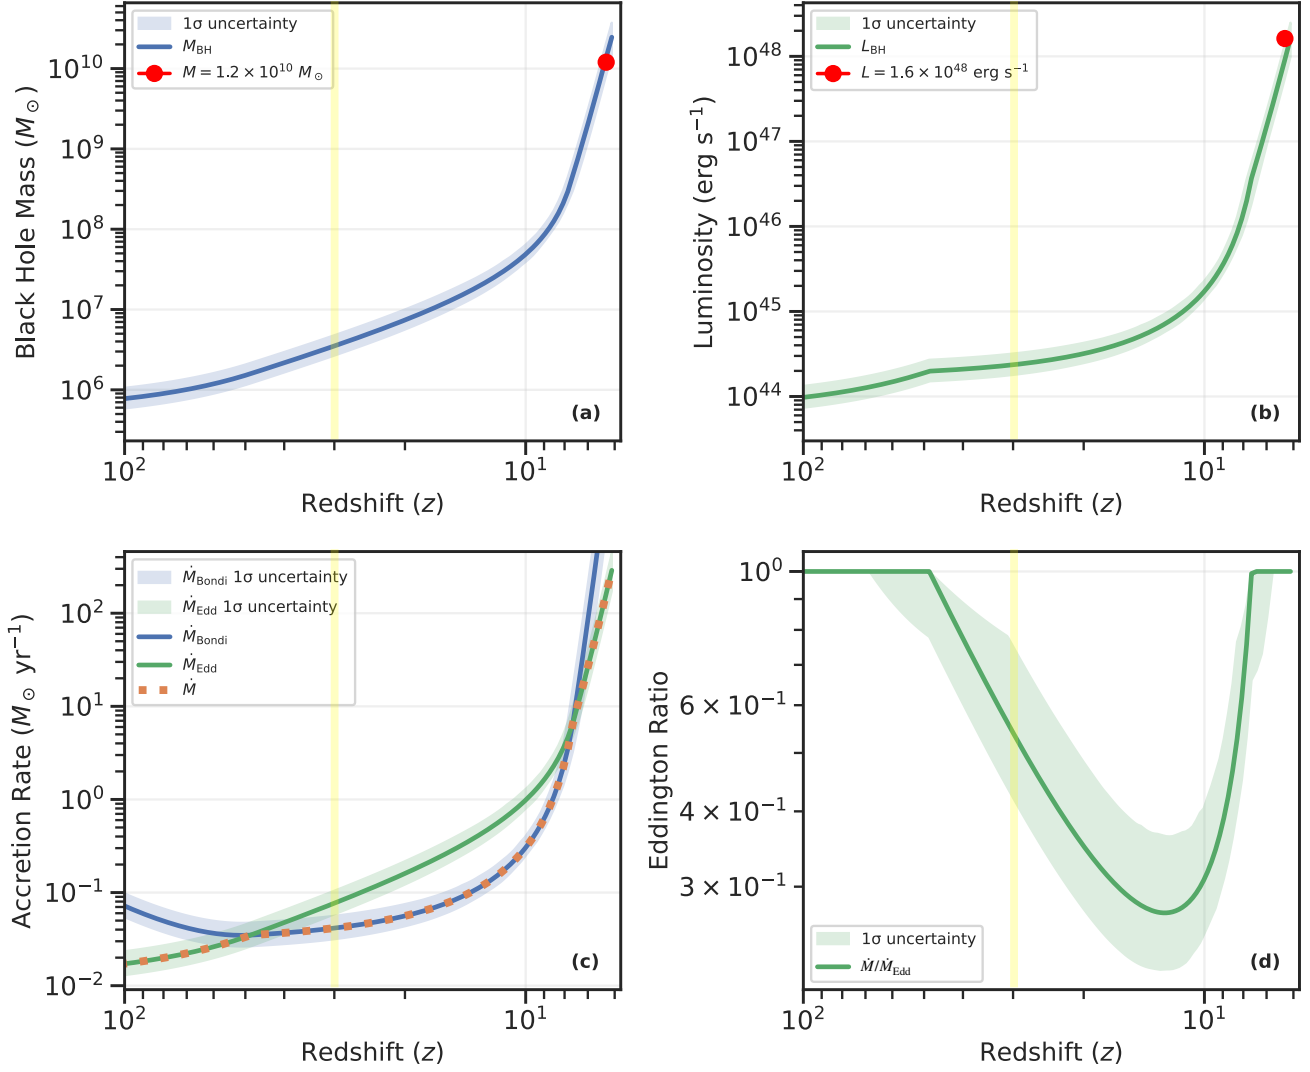 1σ uncertainty
M_BH
M = 1.2 × 10^10 M_⊙
10^10
10^9
10^8
10^7
10^6
Black Hole Mass (M_⊙)
(a)
10^2
10^1
Redshift (z)
1σ uncertainty
L_BH
L = 1.6 × 10^48 erg s^−1
10^48
10^47
10^46
10^45
10^44
Luminosity (erg s^−1)
(b)
10^2
10^1
Redshift (z)
Ṁ_Bondi 1σ uncertainty
Ṁ_Edd 1σ uncertainty
Ṁ_Bondi
Ṁ_Edd
Ṁ
10^2
10^1
10^0
10^−1
10^−2
Accretion Rate (M_⊙ yr^−1)
(c)
10^2
10^1
Redshift (z)
10^0
6 × 10^−1
4 × 10^−1
3 × 10^−1
Eddington Ratio
1σ uncertainty
Ṁ/Ṁ_Edd
(d)
10^2
10^1
Redshift (z)